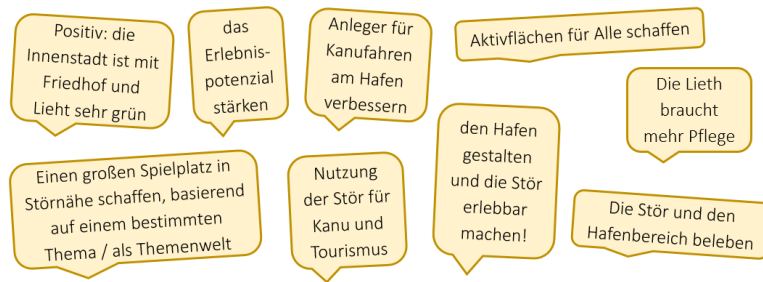 Positiv: die
Innenstadt ist mit
Friedhof und
Lieht sehr grün
das
Erlebnis-
potenzial
stärken
Anleger für
Kanufahren
am Hafen
verbessern
Aktivflächen für Alle schaffen
Die Lieth
braucht
mehr Pflege
Einen großen Spielplatz in
Störnähe schaffen, basierend
auf einem bestimmten
Thema / als Themenwelt
Nutzung
der Stör für
Kanu und
Tourismus
den Hafen
gestalten
und die Stör
erlebbar
machen!
Die Stör und den
Hafenbereich beleben